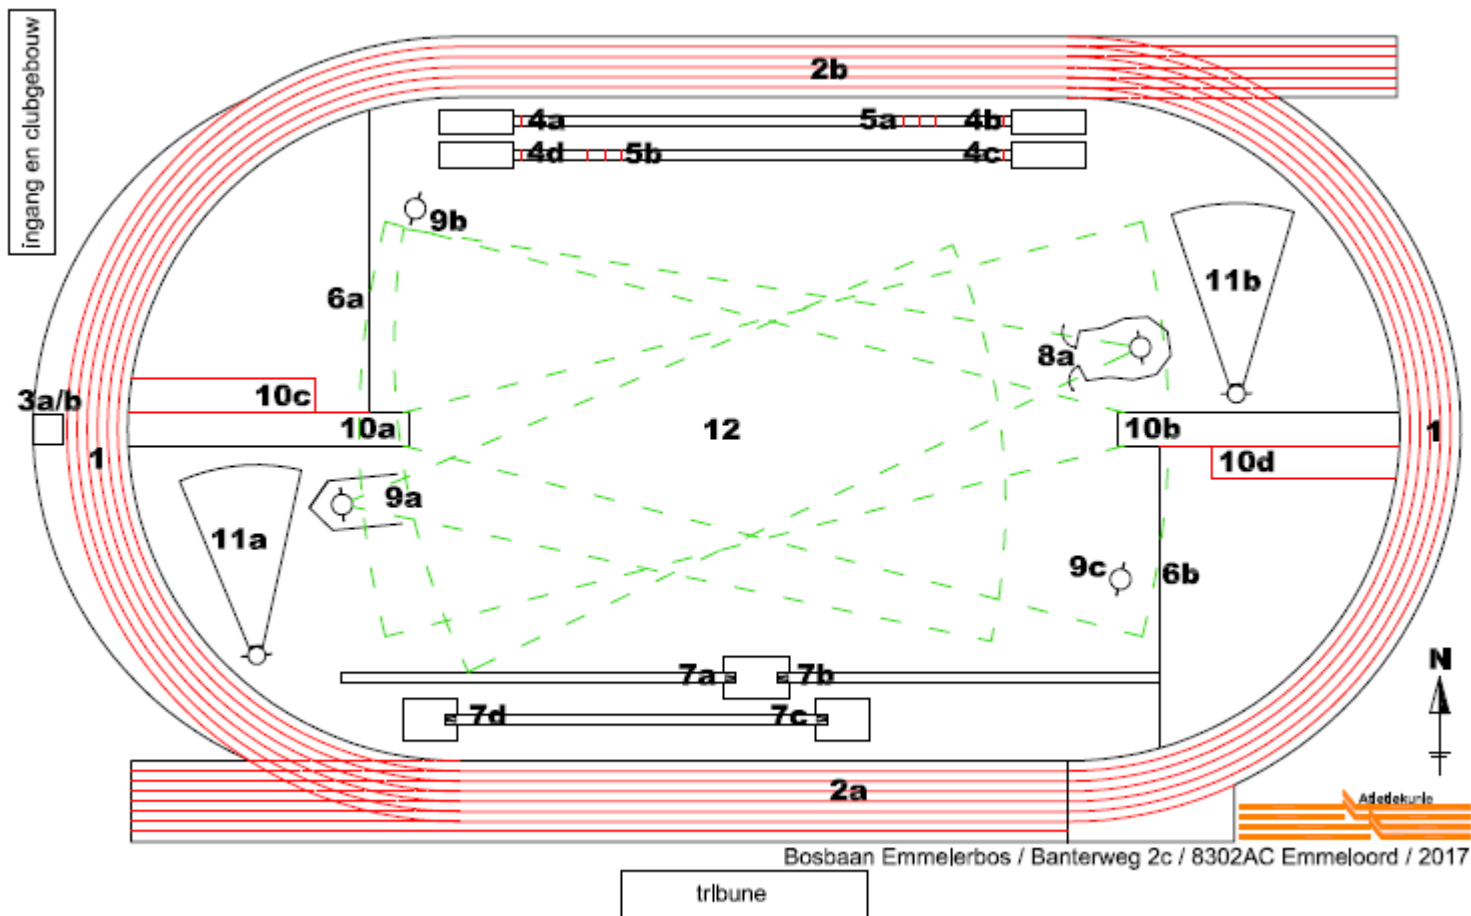 ingang en clubgebouw
2b
4a 5a 4b
4d 5b 4c
9b
6a
11b
8a
3a/b
10c
10a
12
10b
1
1
10d
9a
11a
9c
6b
7a 7b
7d 7c
N
2a
Atletiekunie
Bosbaan Emmelerbos / Banterweg 2c / 8302AC Emmeloord / 2017
tribune